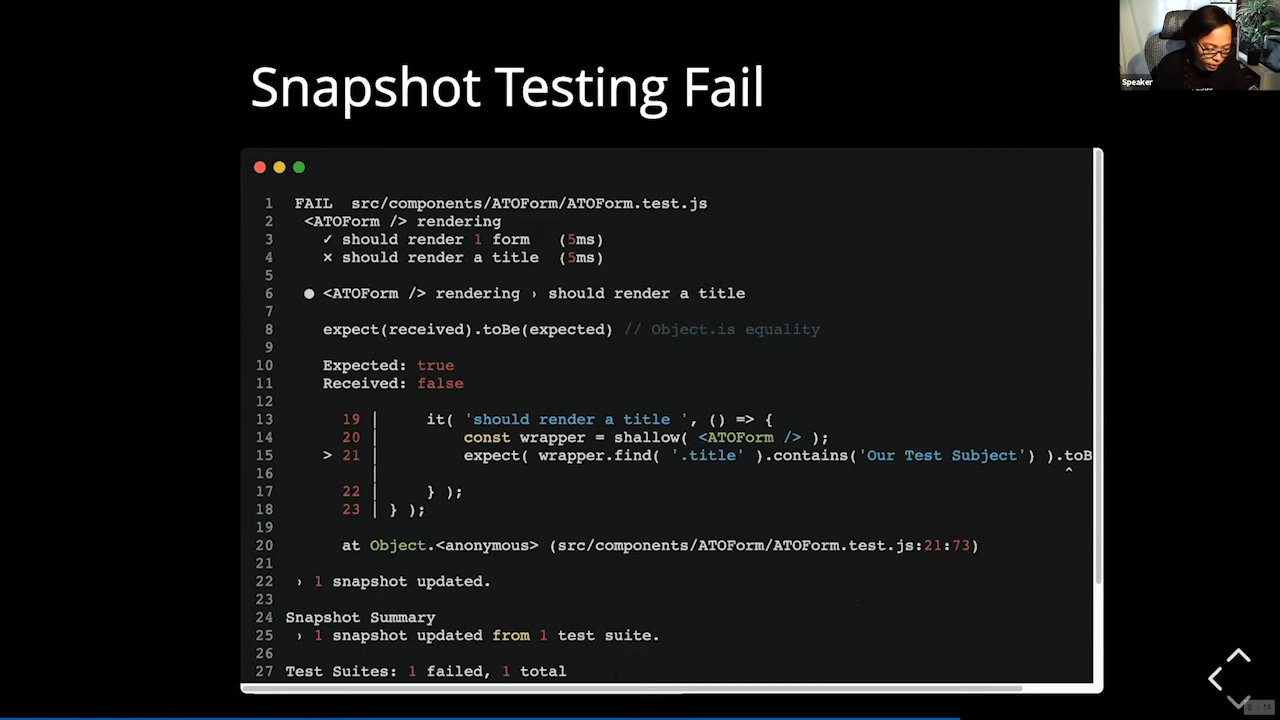 Snapshot Testing Fail
Speaker
1 FAIL src/components/ATOForm/ATOForm.test.js
2 <ATOForm /> rendering
3 ✓ should render 1 form (5ms)
4 ✕ should render a title (5ms)
5
6 ● <ATOForm /> rendering › should render a title
7
8 expect(received).toBe(expected) // Object.is equality
9
10 Expected: true
11 Received: false
12
13 19 | it( 'should render a title ', () => {
14 20 | const wrapper = shallow( <ATOForm /> );
15 > 21 | expect( wrapper.find( '.title' ).contains('Our Test Subject') ).toB
16 | ^
17 22 | } );
18 23 | } );
19
20 at Object.<anonymous> (src/components/ATOForm/ATOForm.test.js:21:73)
21
22 › 1 snapshot updated.
23
24 Snapshot Summary
25 › 1 snapshot updated from 1 test suite.
26
27 Test Suites: 1 failed, 1 total